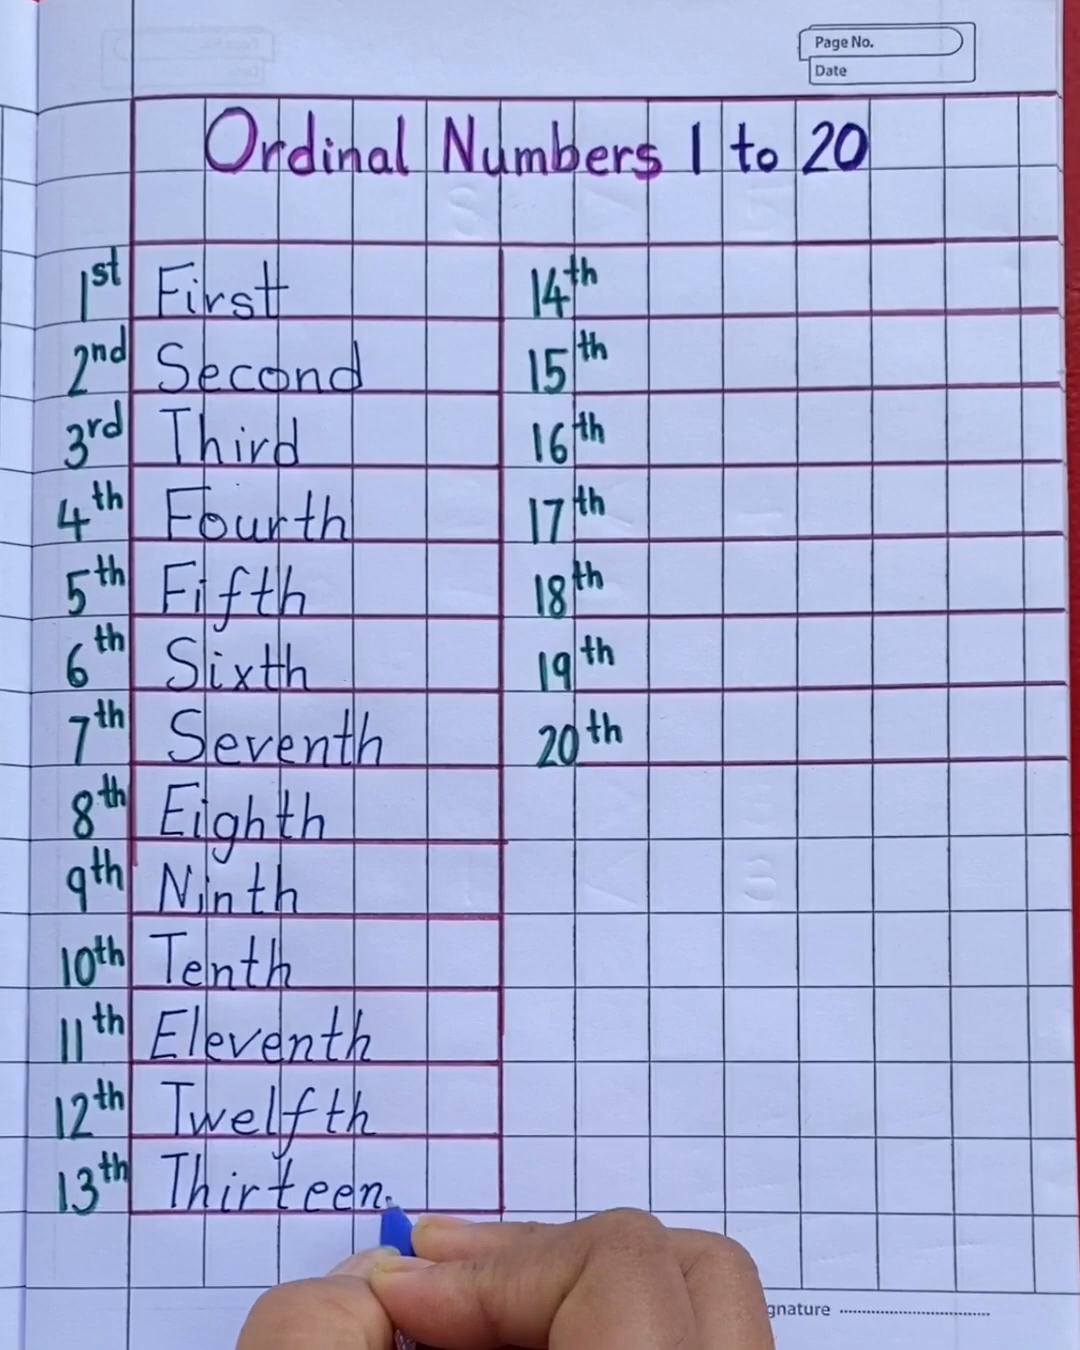 Page No.
Date
Ordinal Numbers 1 to 20
1st First
2nd Second
3rd Third
4th Fourth
5th Fifth
6th Sixth
7th Seventh
8th Eighth
9th Ninth
10th Tenth
11th Eleventh
12th Twelfth
13th Thirteen
14th
15th
16th
17th
18th
19th
20th
gnature